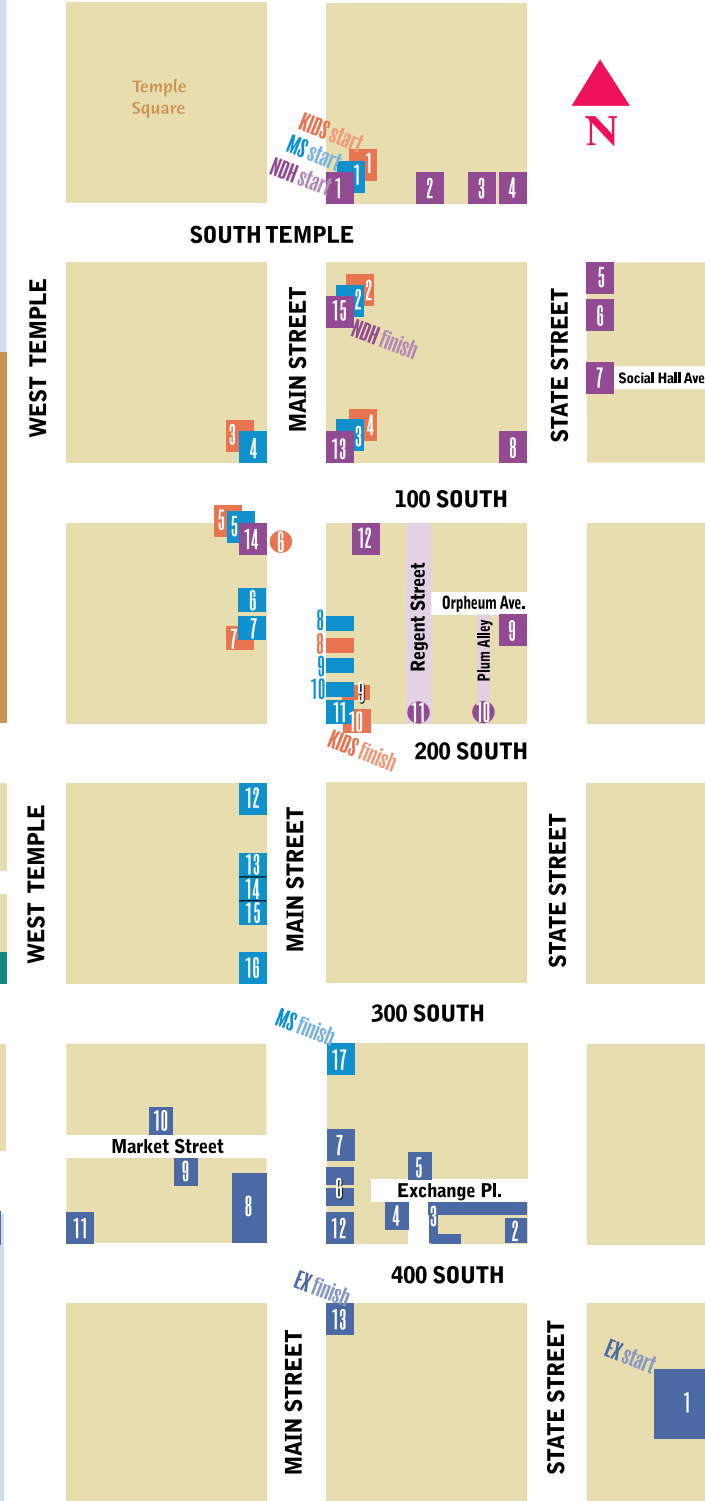 Temple
Square
KIDS start
MS start
NDH start
1
1
1
2
3
4
N
SOUTH TEMPLE
WEST TEMPLE
MAIN STREET
STATE STREET
2
2
15
NDH finish
5
6
7
Social Hall Ave
3
4
4
3
13
8
100 SOUTH
5
5
14
6
12
6
7
7
8
8
9
10
9
11
10
KIDS finish
Regent Street
Orpheum Ave.
Plum Alley
9
11
10
200 SOUTH
WEST TEMPLE
MAIN STREET
STATE STREET
12
13
14
15
16
300 SOUTH
MS finish
17
10
Market Street
9
8
11
7
6
12
5
Exchange Pl.
4
3
2
400 SOUTH
EX finish
13
MAIN STREET
STATE STREET
EX start
1